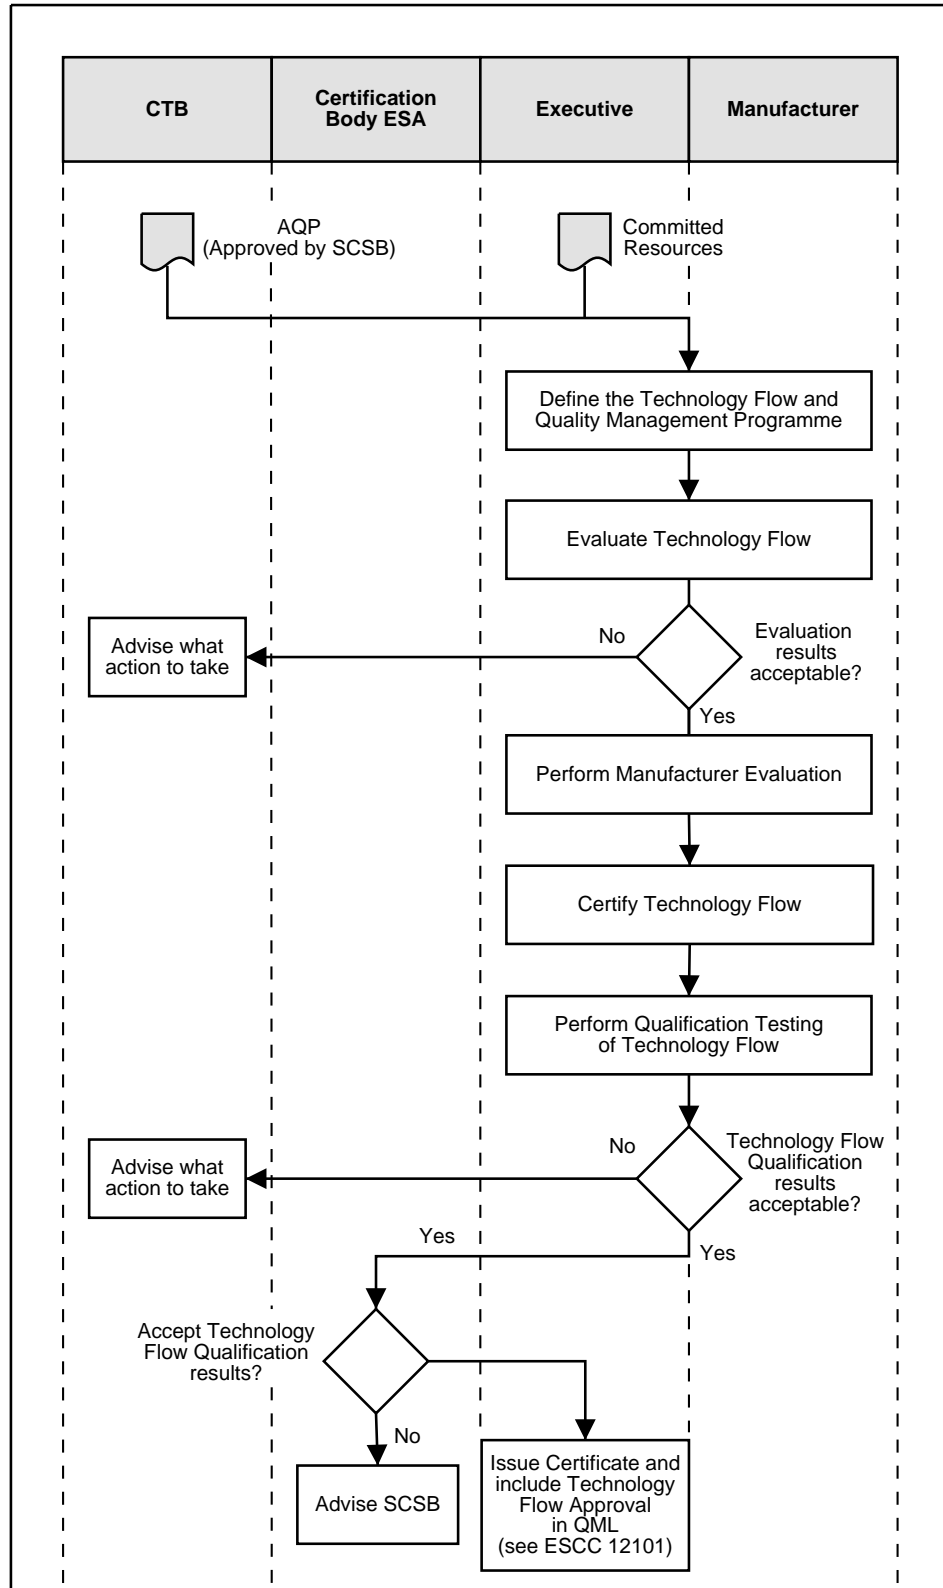 CTB
Certification
Body ESA
Executive
Manufacturer
AQP
(Approved by SCSB)
Committed
Resources
Define the Technology Flow and
Quality Management Programme
Evaluate Technology Flow
Advise what
action to take
No
Evaluation
results
acceptable?
Yes
Perform Manufacturer Evaluation
Certify Technology Flow
Perform Qualification Testing
of Technology Flow
Advise what
action to take
No
Technology Flow
Qualification
results
acceptable?
Yes
Yes
Accept Technology
Flow Qualification
results?
No
Advise SCSB
Issue Certificate and
include Technology
Flow Approval
in QML
(see ESCC 12101)